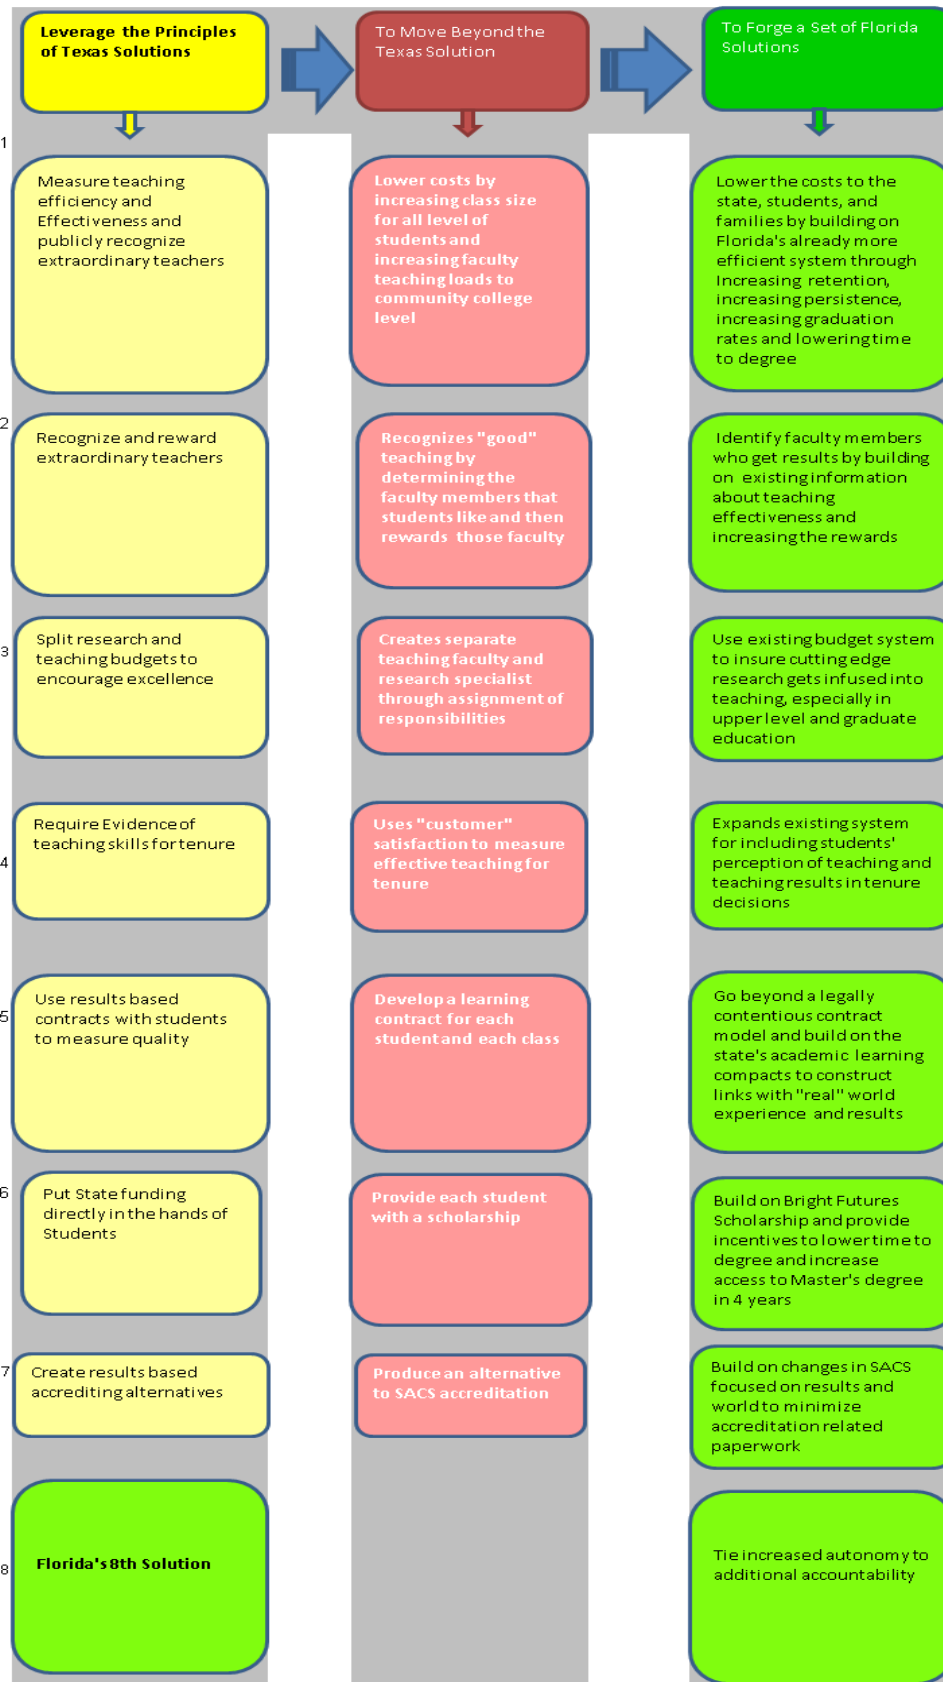 Leverage the Principles
of Texas Solutions
To Move Beyond the
Texas Solution
To Forge a Set of Florida
Solutions
1
Measure teaching
efficiency and
Effectiveness and
publicly recognize
extraordinary teachers
Lower costs by
increasing class size
for all level of
students and
increasing faculty
teaching loads to
community college
level
Lower the costs to the
state, students, and
families by building on
Florida's already more
efficient system through
Increasing retention,
increasing persistence,
increasing graduation
rates and lowering time
to degree
2
Recognize and reward
extraordinary teachers
Recognizes "good"
teaching by
determining the
faculty members that
students like and then
rewards those faculty
Identify faculty members
who get results by building
on existing information
about teaching
effectiveness and
increasing the rewards
3
Split research and
teaching budgets to
encourage excellence
Creates separate
teaching faculty and
research specialist
through assignment of
responsibilities
Use existing budget system
to insure cutting edge
research gets infused into
teaching, especially in
upper level and graduate
education
4
Require Evidence of
teaching skills for tenure
Uses "customer"
satisfaction to measure
effective teaching for
tenure
Expands existing system
for including students'
perception of teaching and
teaching results in tenure
decisions
5
Use results based
contracts with students
to measure quality
Develop a learning
contract for each
student and each class
Go beyond a legally
contentious contract
model and build on the
state's academic learning
compacts to construct
links with "real" world
experience and results
6
Put State funding
directly in the hands of
Students
Provide each student
with a scholarship
Build on Bright Futures
Scholarship and provide
incentives to lower time to
degree and increase
access to Master's degree
in 4 years
7
Create results based
accrediting alternatives
Produce an alternative
to SACS accreditation
Build on changes in SACS
focused on results and
world to minimize
accreditation related
paperwork
8
Florida's 8th Solution
Tie increased autonomy to
additional accountability